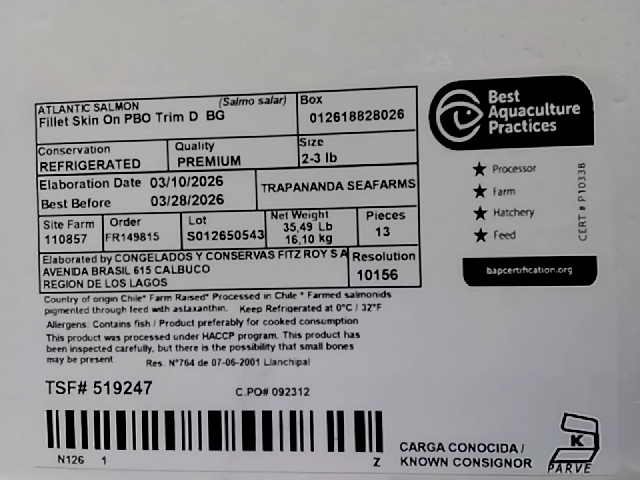 ATLANTIC SALMON (Salmo salar)
Fillet Skin On PBO Trim D BG
Box
012618828026
Conservation
REFRIGERATED
Quality
PREMIUM
Size
2-3 lb
Elaboration Date 03/10/2026
Best Before 03/28/2026
TRAPANANDA SEAFARMS
Site Farm
110857
Order
FR149815
Lot
S012650543
Net Weight
35,49 Lb
16,10 kg
Pieces
13
Elaborated by CONGELADOS Y CONSERVAS FITZ ROY S A
AVENIDA BRASIL 615 CALBUCO
REGION DE LOS LAGOS
Resolution
10156
Country of origin Chile* Farm Raised* Processed in Chile * Farmed salmonids
pigmented through feed with astaxanthin. Keep Refrigerated at 0°C / 32°F
Allergens: Contains fish / Product preferably for cooked consumption
This product was processed under HACCP program. This product has
been inspected carefully, but there is the possibility that small bones
may be present Res. N°764 de 07-06-2001 Llanchipal
TSF# 519247
C.PO# 092312
N126 1 Z
Best
Aquaculture
Practices
Processor
Farm
Hatchery
Feed
CERT # P10338
bapcertification.org
CARGA CONOCIDA /
KNOWN CONSIGNOR
K
PARVE